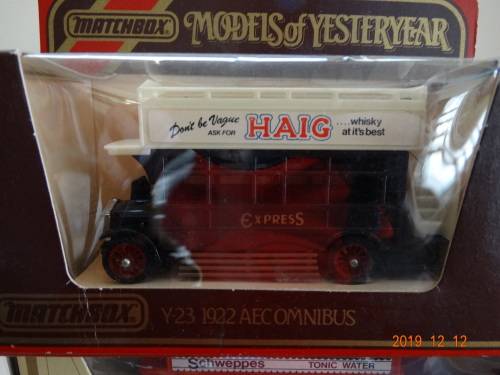 MATCHBOX MODELS of YESTERYEAR
Don't be Vague
ASK FOR
HAIG
....whisky
at it's best
EXPRESS
MATCHBOX Y-23 1922 AEC OMNIBUS
2019 12 12
Schweppes TONIC WATER